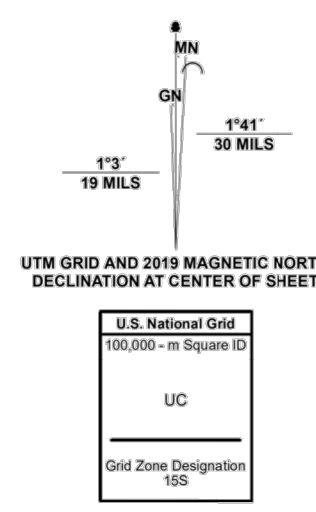 MN
GN
1°41´
30 MILS
1°3´
19 MILS
UTM GRID AND 2019 MAGNETIC NORT
DECLINATION AT CENTER OF SHEET
U.S. National Grid
100,000 - m Square ID
UC
Grid Zone Designation
15S